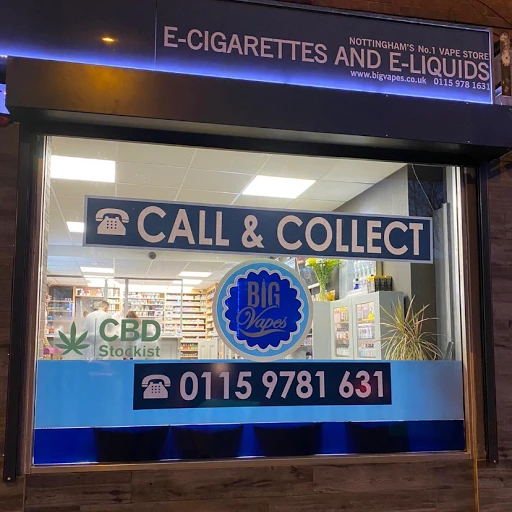 NOTTINGHAM'S No.1 VAPE STORE
E-CIGARETTES AND E-LIQUIDS
www.bigvapes.co.uk 0115 978 1631
CALL & COLLECT
BIG
Vapes
CBD
Stockist
0115 9781 631